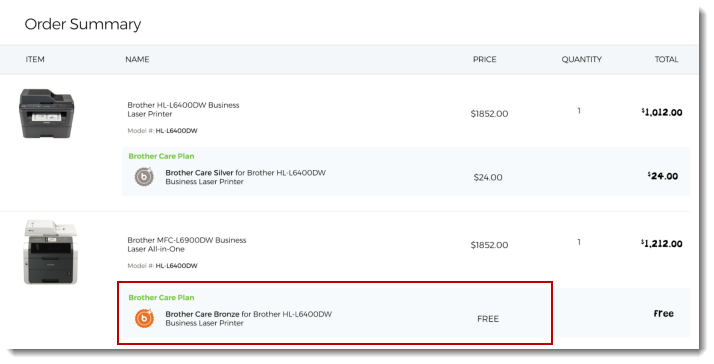 Order Summary
ITEM NAME PRICE QUANTITY TOTAL
Brother HL-L6400DW Business
Laser Printer
Model #: HL-L6400DW
$1852.00 1 $1,012.00
Brother Care Plan
Brother Care Silver for Brother HL-L6400DW
Business Laser Printer
$24.00 $24.00
Brother MFC-L6900DW Business
Laser All-in-One
Model #: HL-L6400DW
$1852.00 1 $1,212.00
Brother Care Plan
Brother Care Bronze for Brother HL-L6400DW
Business Laser Printer
FREE Free